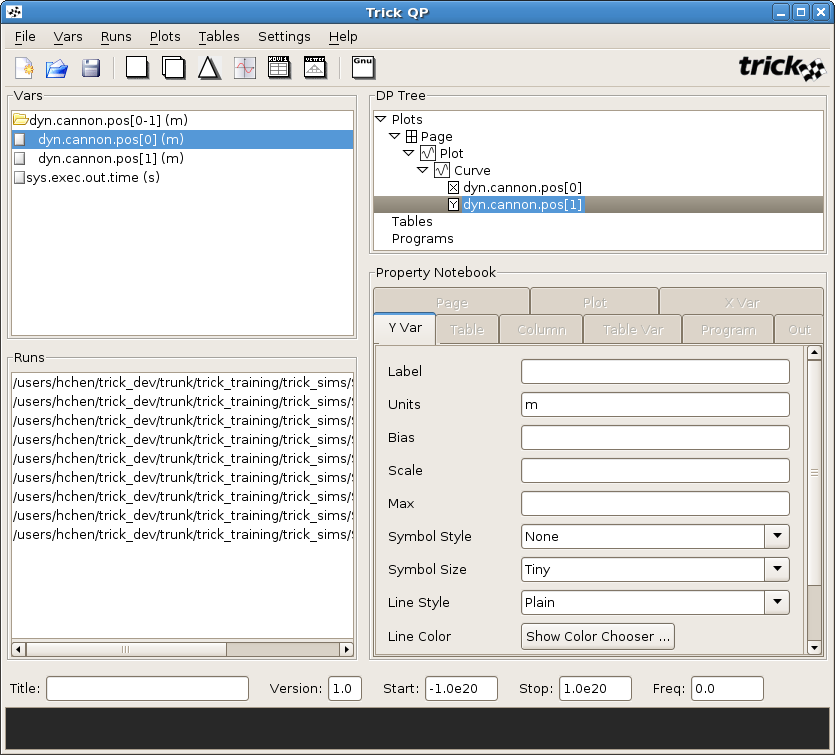 Trick QP
File Vars Runs Plots Tables Settings Help
Gnu
trick
Vars
dyn.cannon.pos[0-1] (m)
dyn.cannon.pos[0] (m)
dyn.cannon.pos[1] (m)
sys.exec.out.time (s)
DP Tree
Plots
Page
Plot
Curve
X dyn.cannon.pos[0]
Y dyn.cannon.pos[1]
Tables
Programs
Runs
/users/hchen/trick_dev/trunk/trick_training/trick_sims/
/users/hchen/trick_dev/trunk/trick_training/trick_sims/
/users/hchen/trick_dev/trunk/trick_training/trick_sims/
/users/hchen/trick_dev/trunk/trick_training/trick_sims/
/users/hchen/trick_dev/trunk/trick_training/trick_sims/
/users/hchen/trick_dev/trunk/trick_training/trick_sims/
/users/hchen/trick_dev/trunk/trick_training/trick_sims/
/users/hchen/trick_dev/trunk/trick_training/trick_sims/
/users/hchen/trick_dev/trunk/trick_training/trick_sims/
Property Notebook
Page Plot X Var
Y Var Table Column Table Var Program Out
Label
Units m
Bias
Scale
Max
Symbol Style None
Symbol Size Tiny
Line Style Plain
Line Color Show Color Chooser ...
Title: Version: 1.0 Start: -1.0e20 Stop: 1.0e20 Freq: 0.0